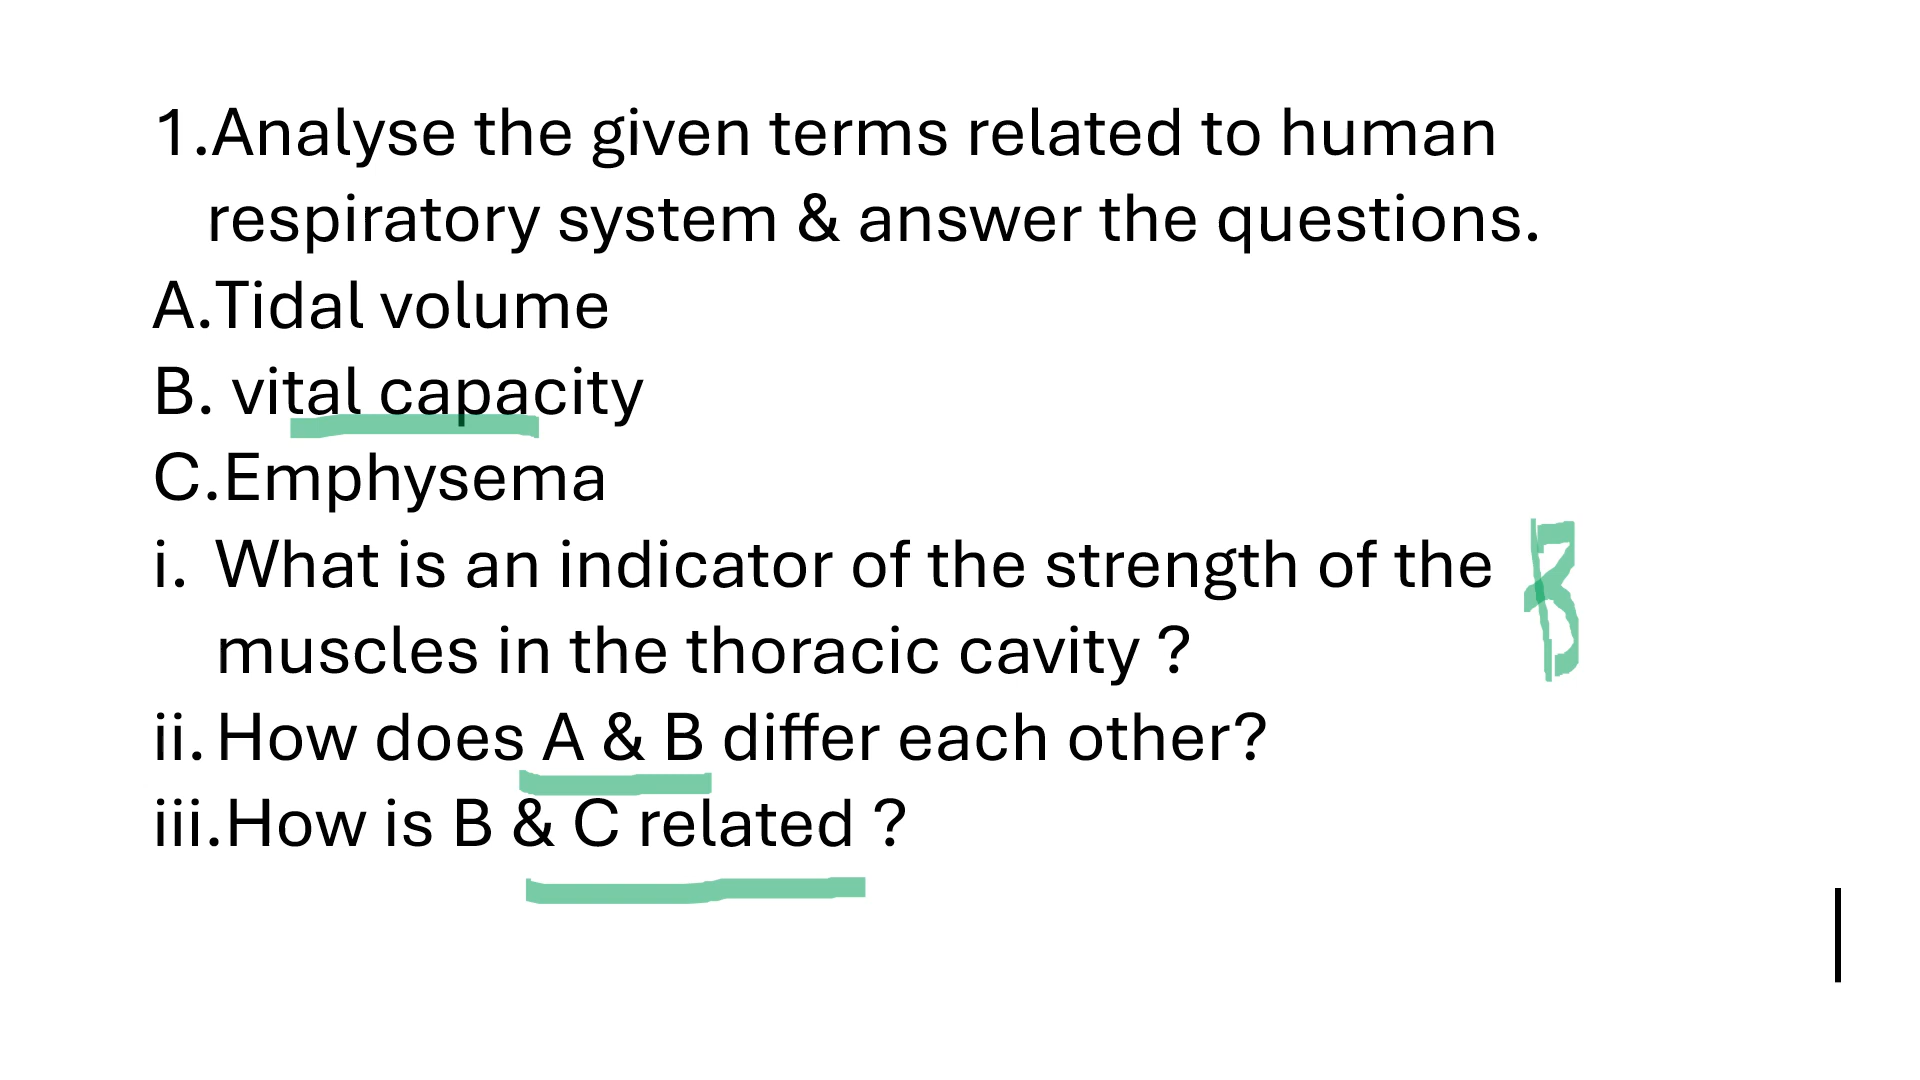 1.Analyse the given terms related to human
respiratory system & answer the questions.
A.Tidal volume
B. vital capacity
C.Emphysema
i. What is an indicator of the strength of the
B
muscles in the thoracic cavity ?
ii. How does A & B differ each other?
iii.How is B & C related ?